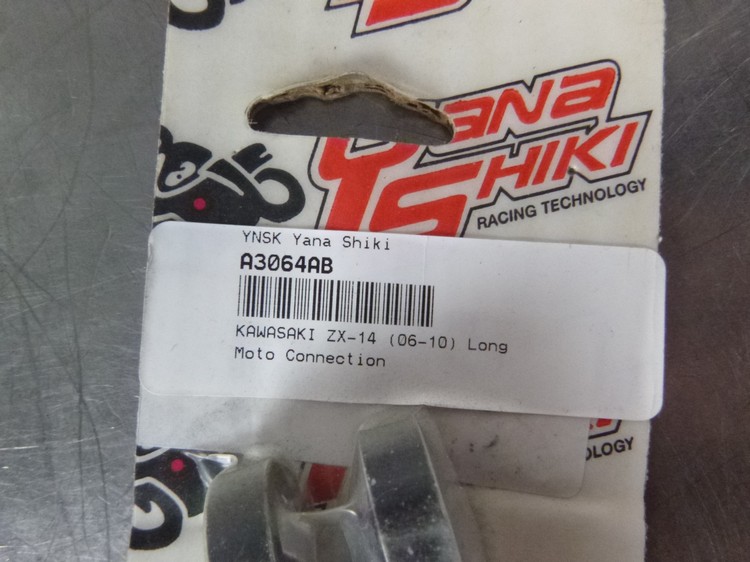 Yana
SHIKI
RACING TECHNOLOGY
YNSK Yana Shiki
A3064AB
KAWASAKI ZX-14 (06-10) Long
Moto Connection
OLOGY